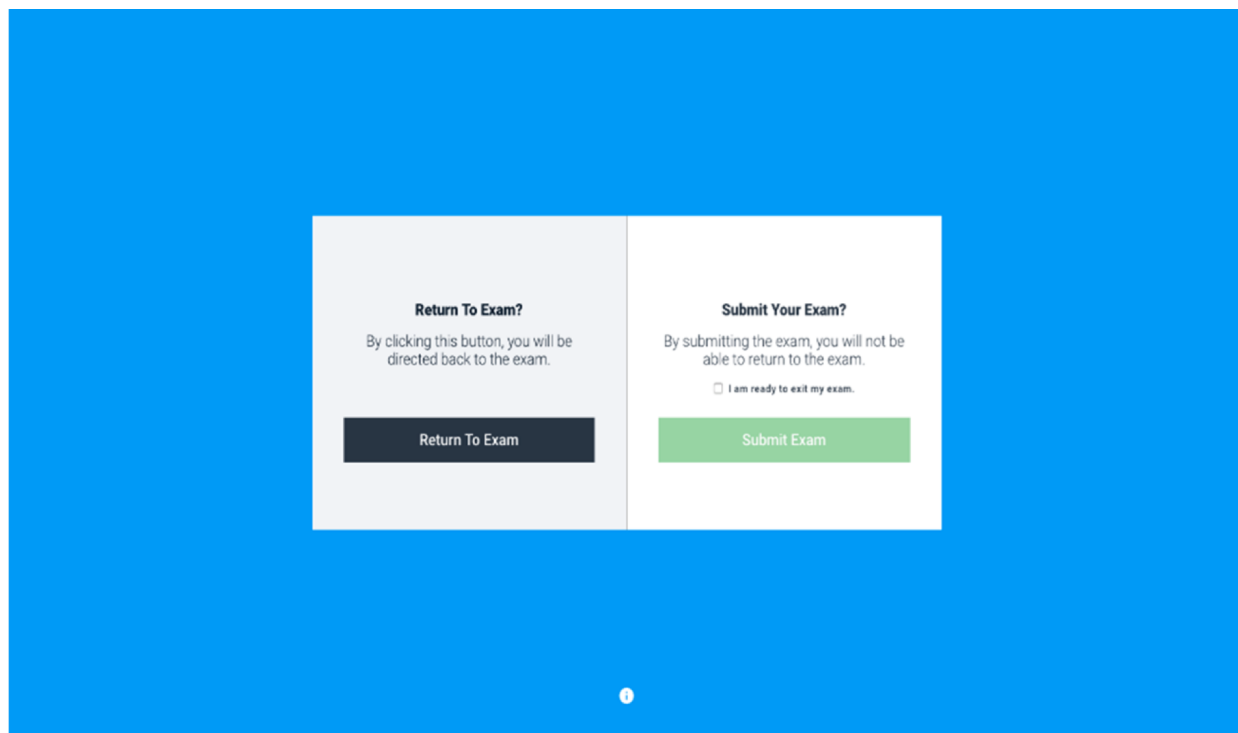 Return To Exam?
By clicking this button, you will be
directed back to the exam.
Return To Exam
Submit Your Exam?
By submitting the exam, you will not be
able to return to the exam.
I am ready to exit my exam.
Submit Exam